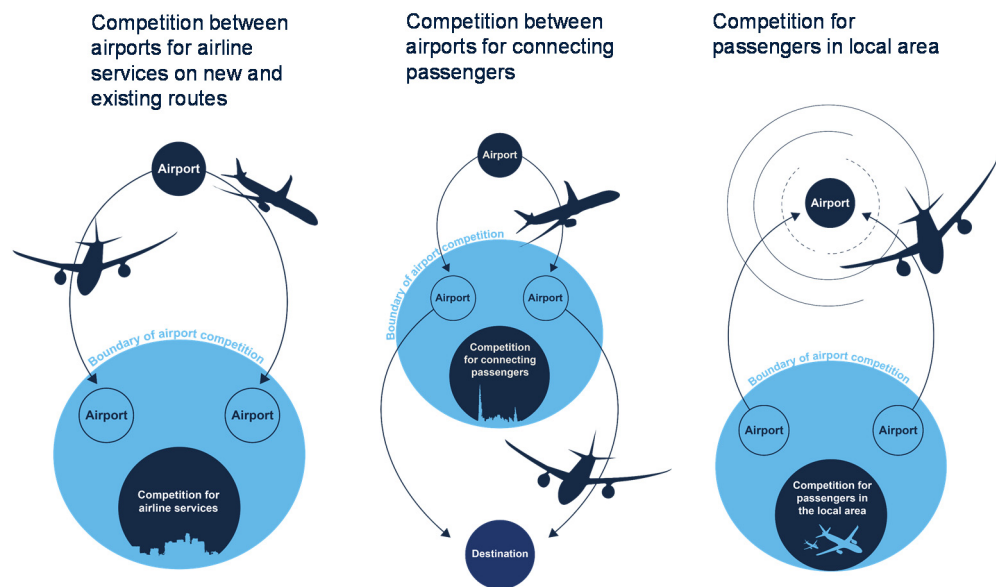 Competition between
airports for airline
services on new and
existing routes
Airport
Boundary of airport competition
Airport
Airport
Competition for
airline services
Competition between
airports for connecting
passengers
Airport
Boundary of airport competition
Airport
Airport
Competition
for connecting
passengers
Destination
Competition for
passengers in local area
Airport
Boundary of airport competition
Airport
Airport
Competition for
passengers in
the local area